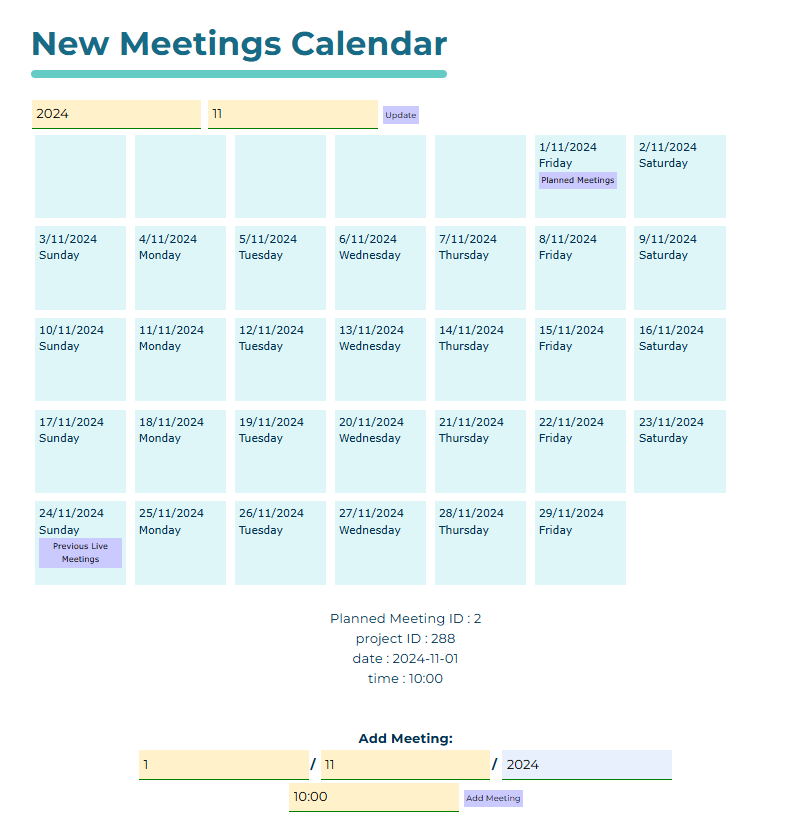 New Meetings Calendar
2024 11 Update
1/11/2024 2/11/2024
Friday Saturday
Planned Meetings
3/11/2024 4/11/2024 5/11/2024 6/11/2024 7/11/2024 8/11/2024 9/11/2024
Sunday Monday Tuesday Wednesday Thursday Friday Saturday
10/11/2024 11/11/2024 12/11/2024 13/11/2024 14/11/2024 15/11/2024 16/11/2024
Sunday Monday Tuesday Wednesday Thursday Friday Saturday
17/11/2024 18/11/2024 19/11/2024 20/11/2024 21/11/2024 22/11/2024 23/11/2024
Sunday Monday Tuesday Wednesday Thursday Friday Saturday
24/11/2024 25/11/2024 26/11/2024 27/11/2024 28/11/2024 29/11/2024
Sunday Monday Tuesday Wednesday Thursday Friday
Previous Live
Meetings
Planned Meeting ID : 2
project ID : 288
date : 2024-11-01
time : 10:00
Add Meeting:
1 / 11 / 2024
10:00 Add Meeting